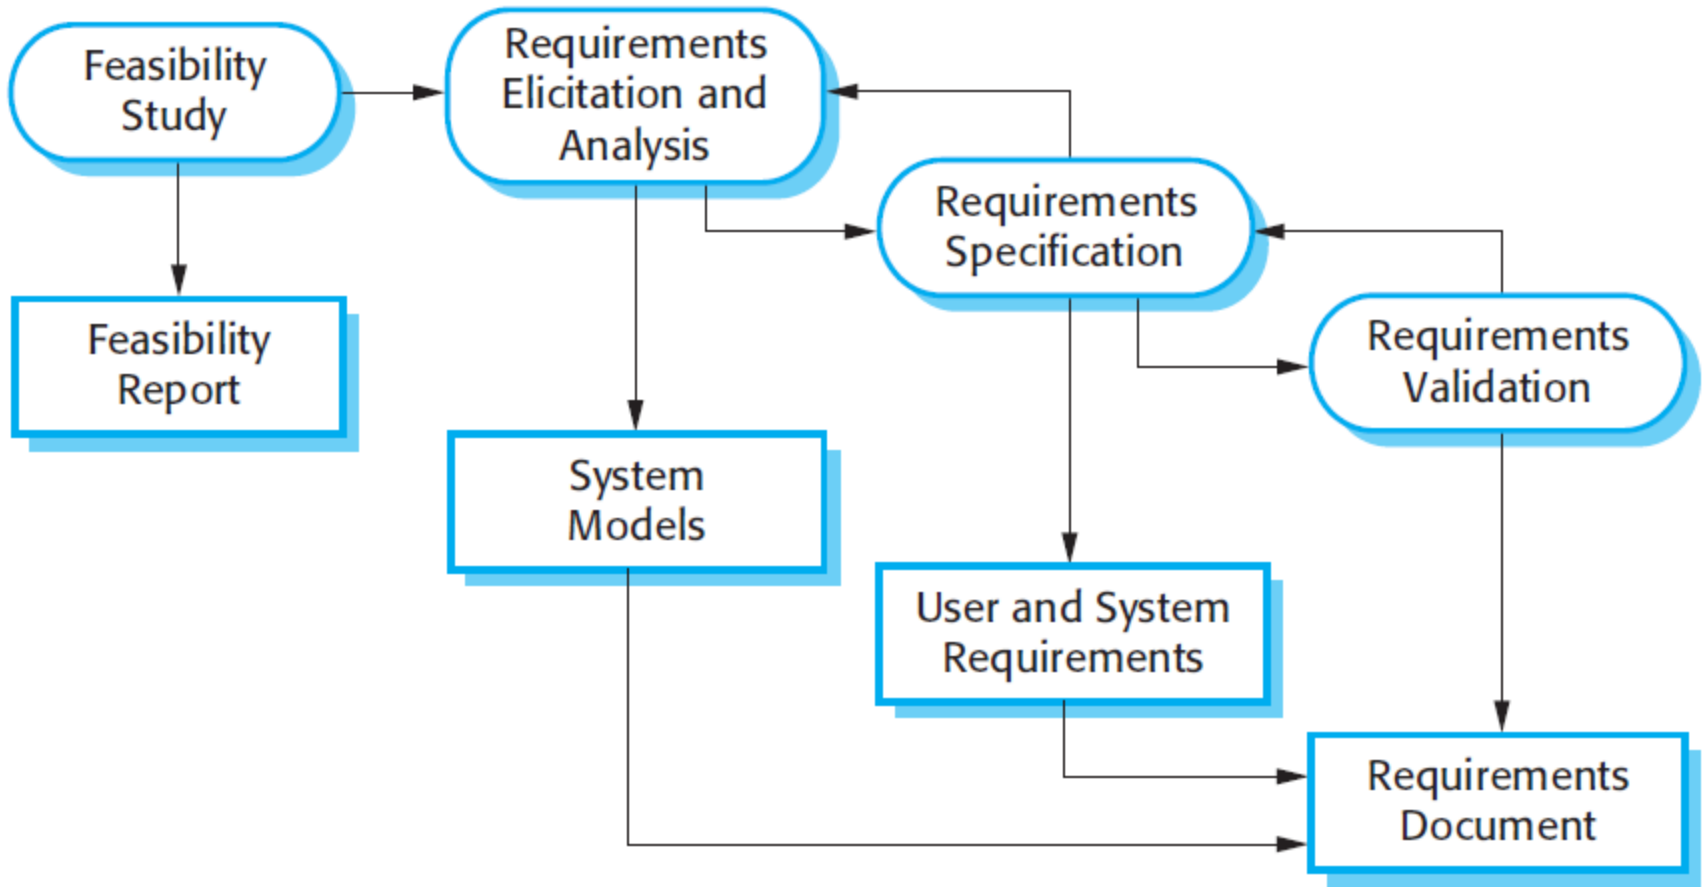 Feasibility
Study
Requirements
Elicitation and
Analysis
Requirements
Specification
Requirements
Validation
Feasibility
Report
System
Models
User and System
Requirements
Requirements
Document